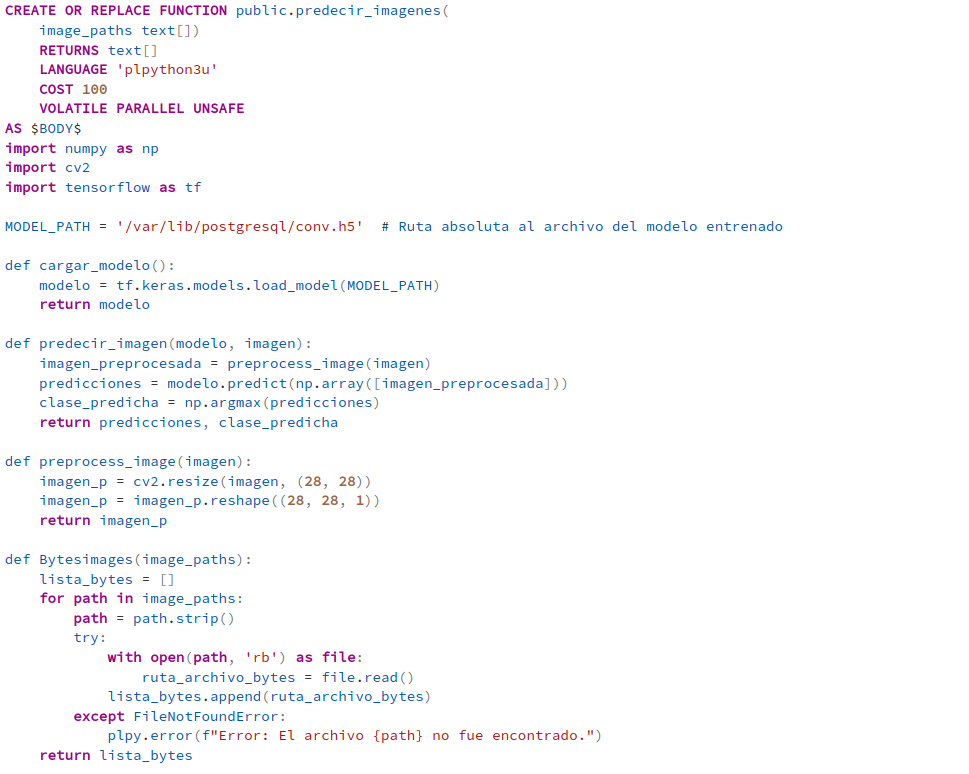 CREATE OR REPLACE FUNCTION public.predecir_imagenes(
    image_paths text[])
    RETURNS text[]
    LANGUAGE 'plpython3u'
    COST 100
    VOLATILE PARALLEL UNSAFE
AS $BODY$
import numpy as np
import cv2
import tensorflow as tf

MODEL_PATH = '/var/lib/postgresql/conv.h5'  # Ruta absoluta al archivo del modelo entrenado

def cargar_modelo():
    modelo = tf.keras.models.load_model(MODEL_PATH)
    return modelo

def predecir_imagen(modelo, imagen):
    imagen_preprocesada = preprocess_image(imagen)
    predicciones = modelo.predict(np.array([imagen_preprocesada]))
    clase_predicha = np.argmax(predicciones)
    return predicciones, clase_predicha

def preprocess_image(imagen):
    imagen_p = cv2.resize(imagen, (28, 28))
    imagen_p = imagen_p.reshape((28, 28, 1))
    return imagen_p

def Bytesimages(image_paths):
    lista_bytes = []
    for path in image_paths:
        path = path.strip()
        try:
            with open(path, 'rb') as file:
                ruta_archivo_bytes = file.read()
            lista_bytes.append(ruta_archivo_bytes)
        except FileNotFoundError:
            plpy.error(f"Error: El archivo {path} no fue encontrado.")
    return lista_bytes